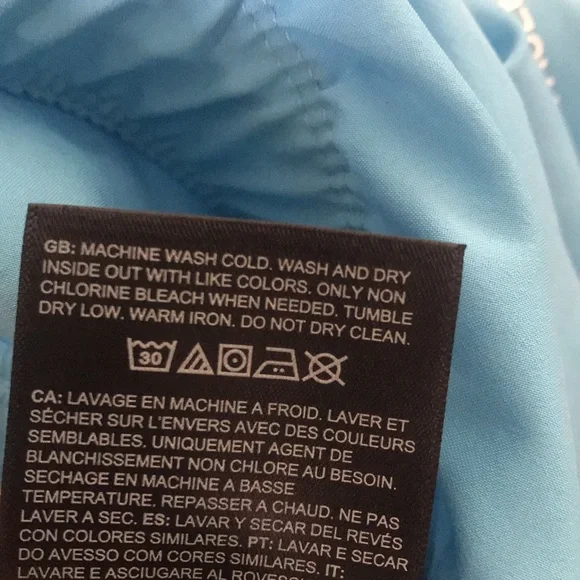 GB: MACHINE WASH COLD. WASH AND DRY
INSIDE OUT WITH LIKE COLORS. ONLY NON
CHLORINE BLEACH WHEN NEEDED. TUMBLE
DRY LOW. WARM IRON. DO NOT DRY CLEAN.
30
CA: LAVAGE EN MACHINE A FROID. LAVER ET
SÉCHER SUR L'ENVERS AVEC DES COULEURS
SEMBLABLES. UNIQUEMENT AGENT DE
BLANCHISSEMENT NON CHLORE AU BESOIN.
SECHAGE EN MACHINE A BASSE
TEMPERATURE. REPASSER A CHAUD. NE PAS
LAVER A SEC. ES: LAVAR Y SECAR DEL REVÉS
CON COLORES SIMILARES. PT: LAVAR E SECAR
DO AVESSO COM CORES SIMILARES. IT:
LAVARE E ASCIUGARE AL